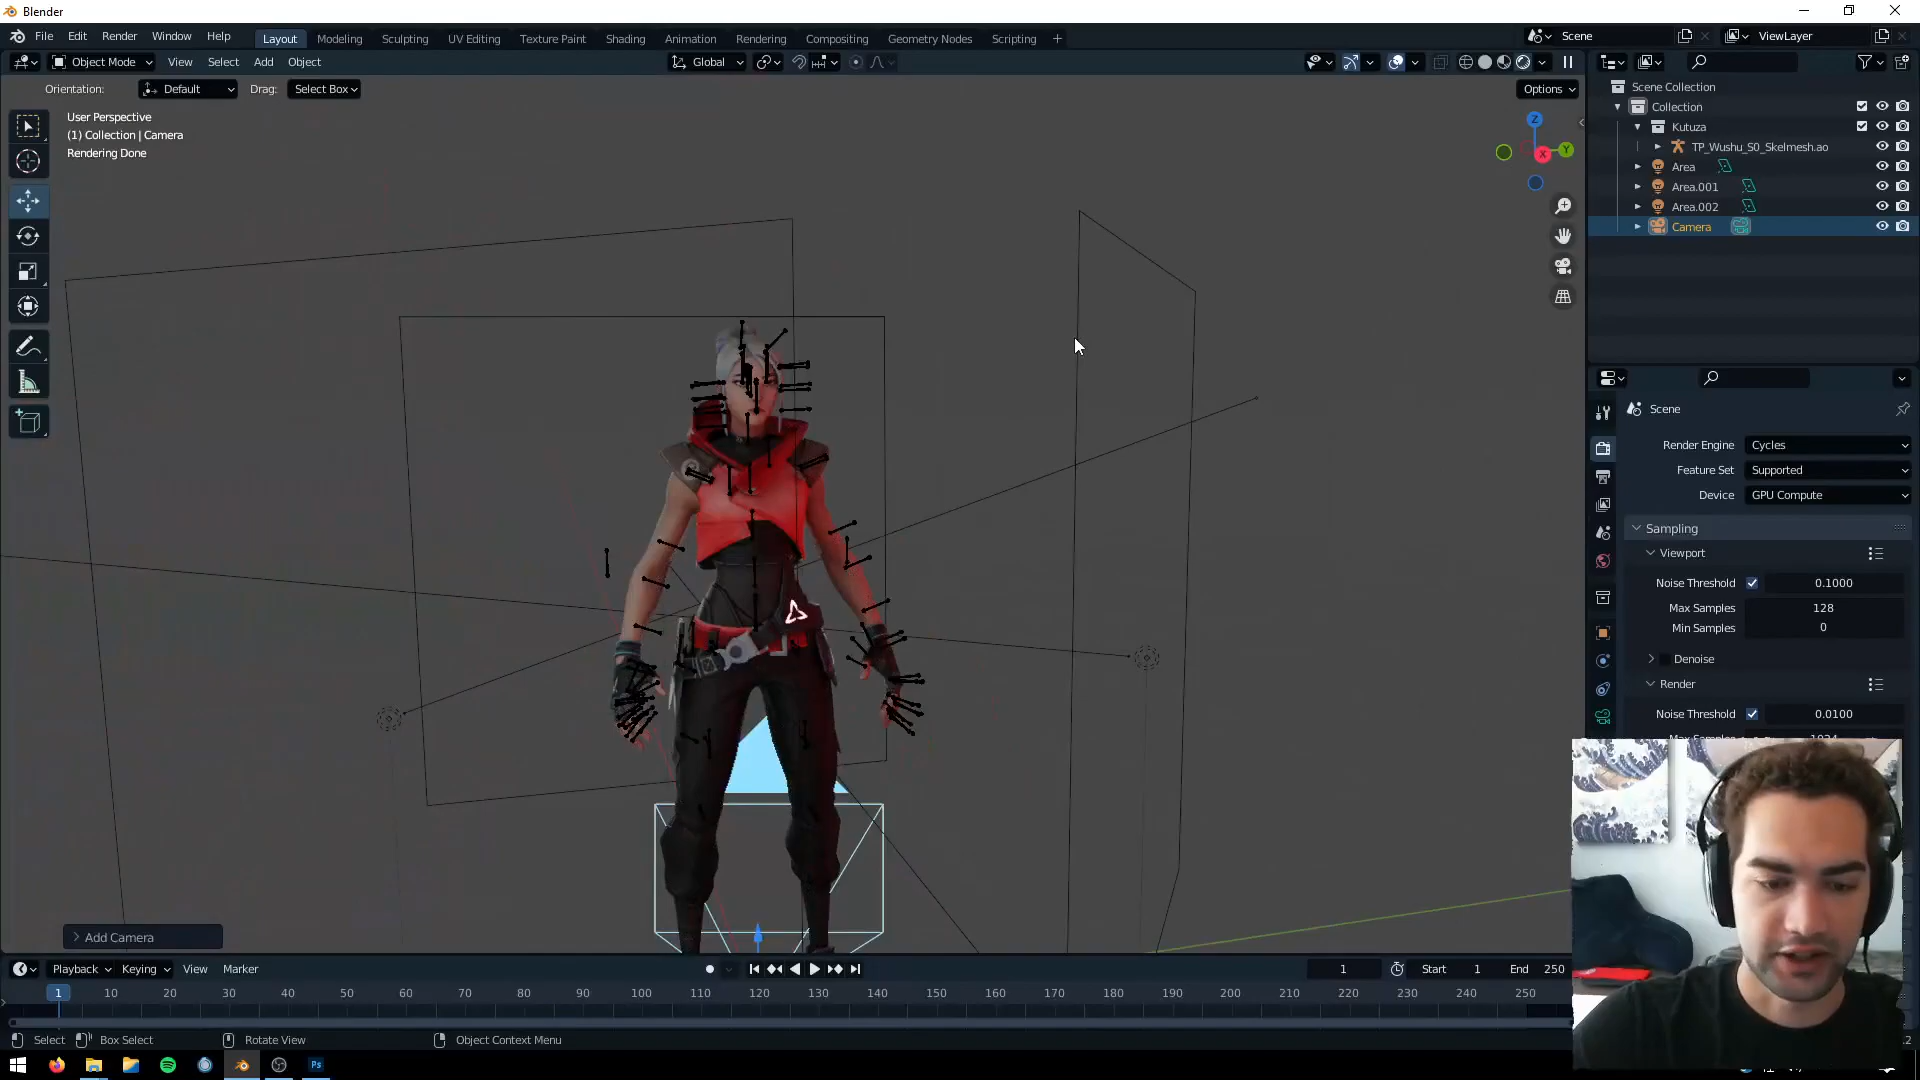 Blender
File Edit Render Window Help
Layout Modeling Sculpting UV Editing Texture Paint Shading Animation Rendering Compositing Geometry Nodes Scripting
Scene ViewLayer
Object Mode View Select Add Object Global
Orientation: Default Drag: Select Box Options
User Perspective
(1) Collection | Camera
Rendering Done
Z
Y
X
Scene Collection
Collection
Kutuza
TP_Wushu_S0_Skelmesh.ao
Area
Area.001
Area.002
Camera
Scene
Render Engine Cycles
Feature Set Supported
Device GPU Compute
Sampling
Viewport
Noise Threshold 0.1000
Max Samples 128
Min Samples 0
Denoise
Render
Noise Threshold 0.0100
Add Camera
Playback Keying View Marker 1 Start 1 End 250
1 10 20 30 40 50 60 70 80 90 100 110 120 130 140 150 160 170 180 190 200 210 220 230 240 250
Select Box Select Rotate View Object Context Menu
Ps